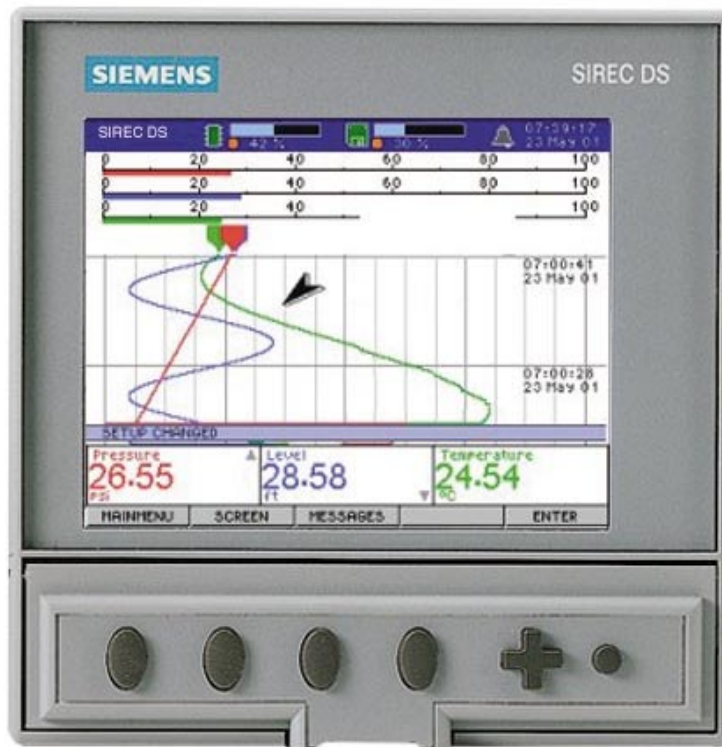 SIEMENS
SIREC DS
SIREC DS 42 % 30 % 07:39:17
23 May 01
0 20 60 40 80 100
0 20 40 60 80 100
0 20 40 100
07:00:41
23 May 01
07:00:28
23 May 01
SETUP CHANGED
Pressure Level Temperature
26.55 28.58 24.54
psi ft °C
MAINMENU SCREEN MESSAGES ENTER